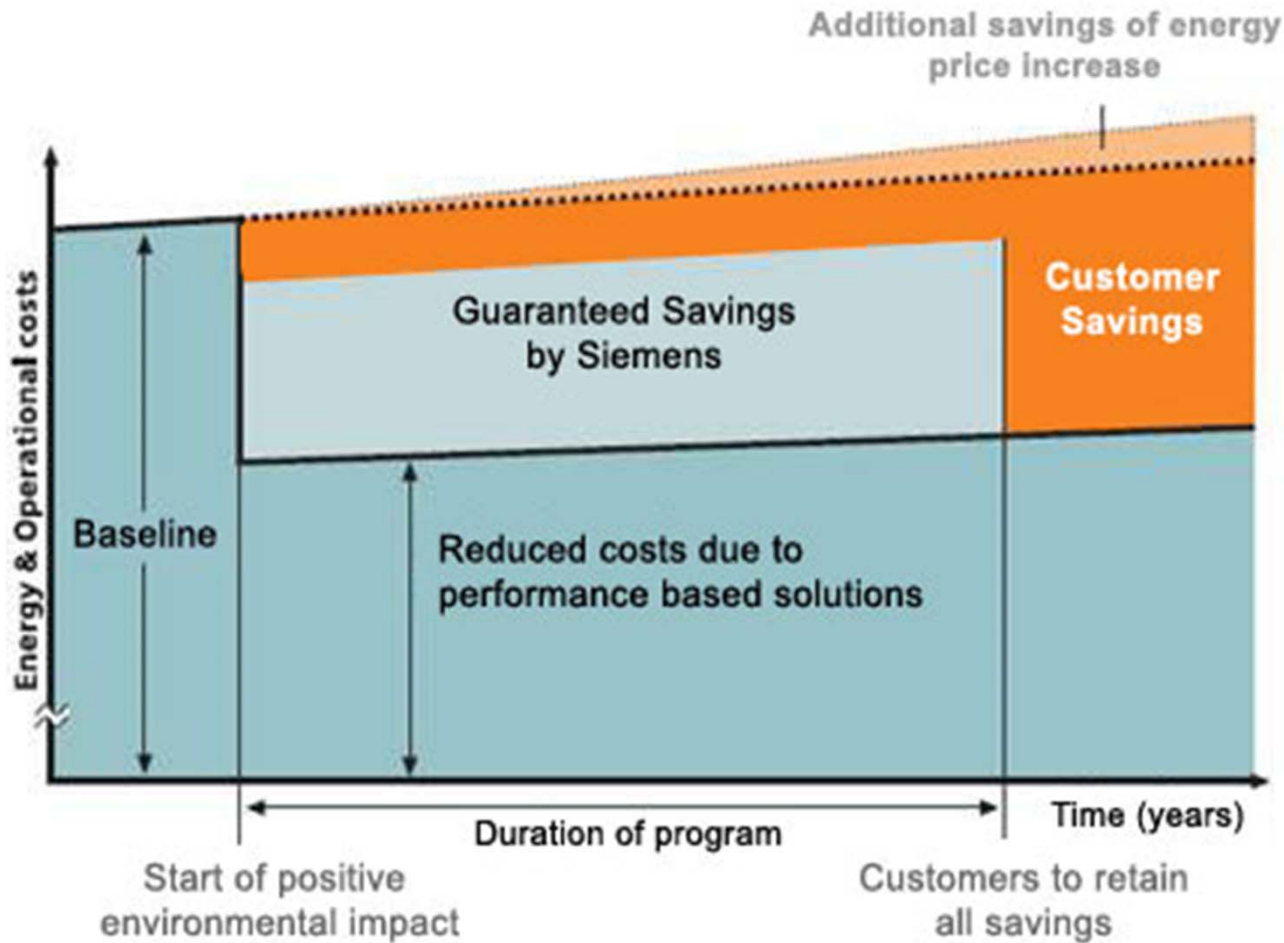 Additional savings of energy
price increase
Energy & Operational costs
Guaranteed Savings
by Siemens
Customer
Savings
Baseline
Reduced costs due to
performance based solutions
Time (years)
Duration of program
Start of positive
environmental impact
Customers to retain
all savings